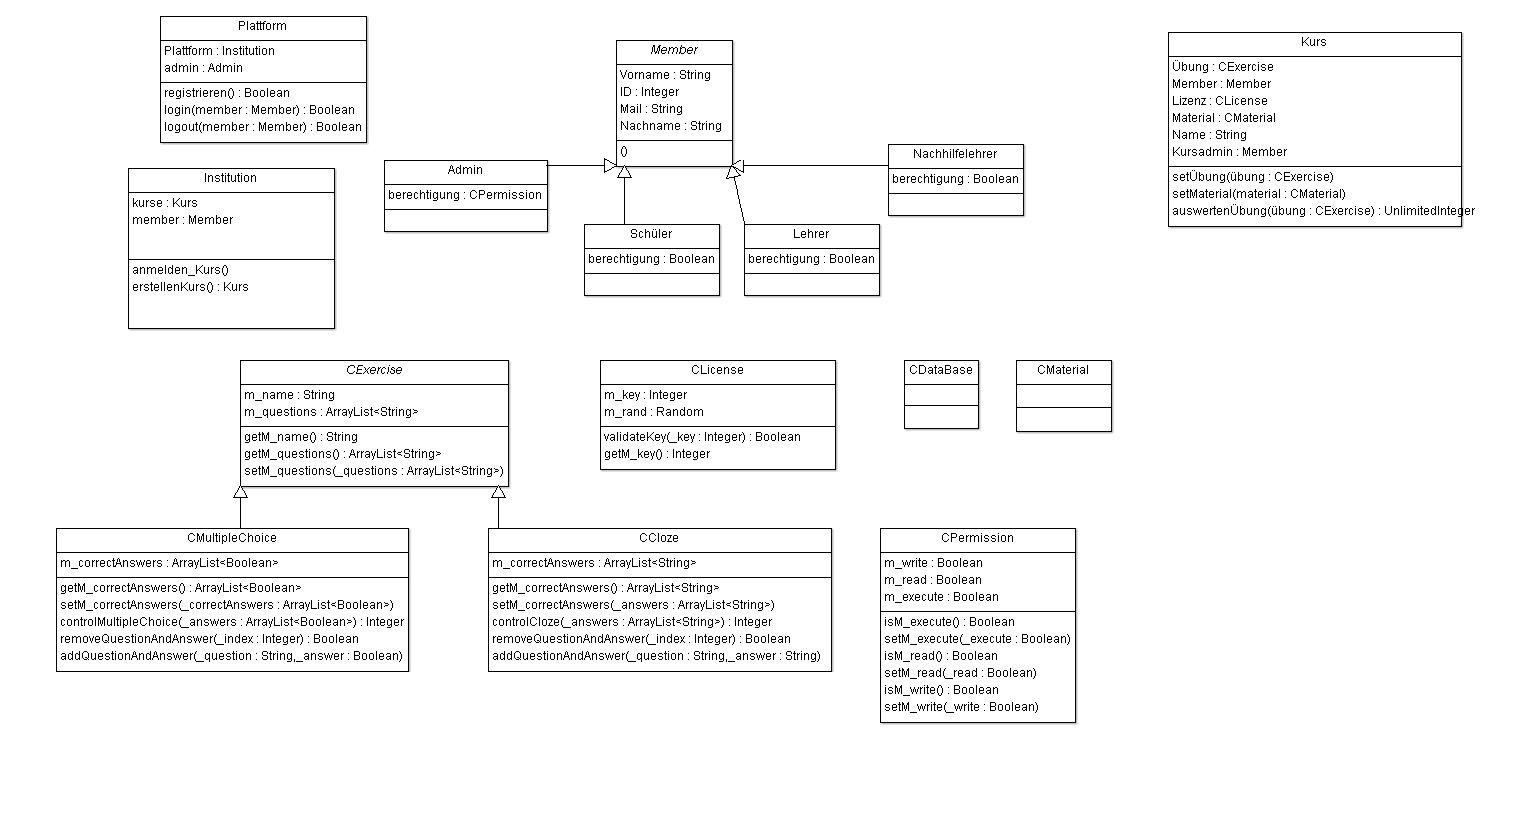 Plattform
Plattform : Institution
admin : Admin
registrieren() : Boolean
login(member : Member) : Boolean
logout(member : Member) : Boolean
Member
Vorname : String
ID : Integer
Mail : String
Nachname : String
()
Kurs
Übung : CExercise
Member : Member
Lizenz : CLicense
Material : CMaterial
Name : String
Kursadmin : Member
setÜbung(übung : CExercise)
setMaterial(material : CMaterial)
auswertenÜbung(übung : CExercise) : UnlimitedInteger
Institution
kurse : Kurs
member : Member
anmelden_Kurs()
erstellenKurs() : Kurs
Admin
berechtigung : CPermission
Nachhilfelehrer
berechtigung : Boolean
Schüler
berechtigung : Boolean
Lehrer
berechtigung : Boolean
CExercise
m_name : String
m_questions : ArrayList<String>
getM_name() : String
getM_questions() : ArrayList<String>
setM_questions(_questions : ArrayList<String>)
CLicense
m_key : Integer
m_rand : Random
validateKey(_key : Integer) : Boolean
getM_key() : Integer
CDataBase
CMaterial
CMultipleChoice
m_correctAnswers : ArrayList<Boolean>
getM_correctAnswers() : ArrayList<Boolean>
setM_correctAnswers(_correctAnswers : ArrayList<Boolean>)
controlMultipleChoice(_answers : ArrayList<Boolean>) : Integer
removeQuestionAndAnswer(_index : Integer) : Boolean
addQuestionAndAnswer(_question : String,_answer : Boolean)
CCloze
m_correctAnswers : ArrayList<String>
getM_correctAnswers() : ArrayList<String>
setM_correctAnswers(_answers : ArrayList<String>)
controlCloze(_answers : ArrayList<String>) : Integer
removeQuestionAndAnswer(_index : Integer) : Boolean
addQuestionAndAnswer(_question : String,_answer : String)
CPermission
m_write : Boolean
m_read : Boolean
m_execute : Boolean
isM_execute() : Boolean
setM_execute(_execute : Boolean)
isM_read() : Boolean
setM_read(_read : Boolean)
isM_write() : Boolean
setM_write(_write : Boolean)